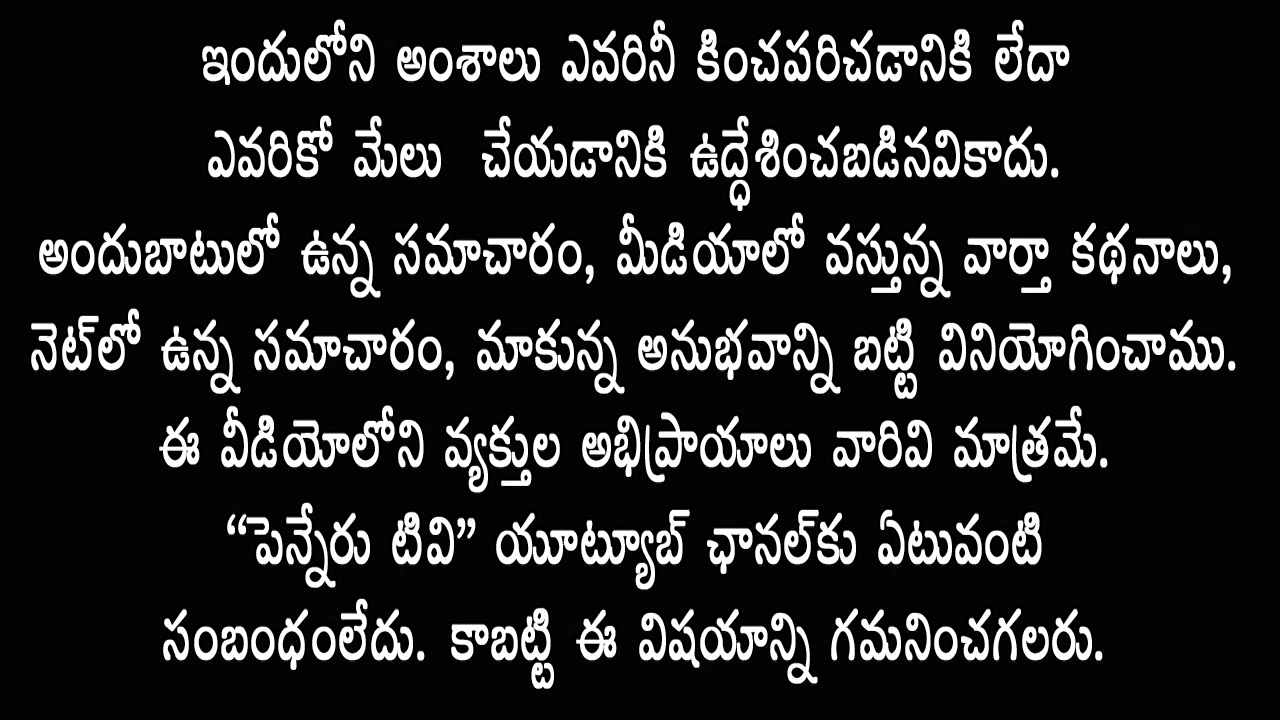 ఇందులోని అంశాలు ఎవరినీ కించపరిచడానికి లేదా
ఎవరికో మేలు చేయడానికి ఉద్ధేశించబడినవికాదు.
అందుబాటులో ఉన్న సమాచారం, మీడియాలో వస్తున్న వార్తా కథనాలు,
నెట్‌లో ఉన్న సమాచారం, మాకున్న అనుభవాన్ని బట్టి వినియోగించాము.
ఈ వీడియోలోని వ్యక్తుల అభిప్రాయాలు వారివి మాత్రమే.
“పెన్నేరు టివి” యూట్యూబ్ ఛానల్‌కు ఏటువంటి
సంబంధంలేదు. కాబట్టి ఈ విషయాన్ని గమనించగలరు.